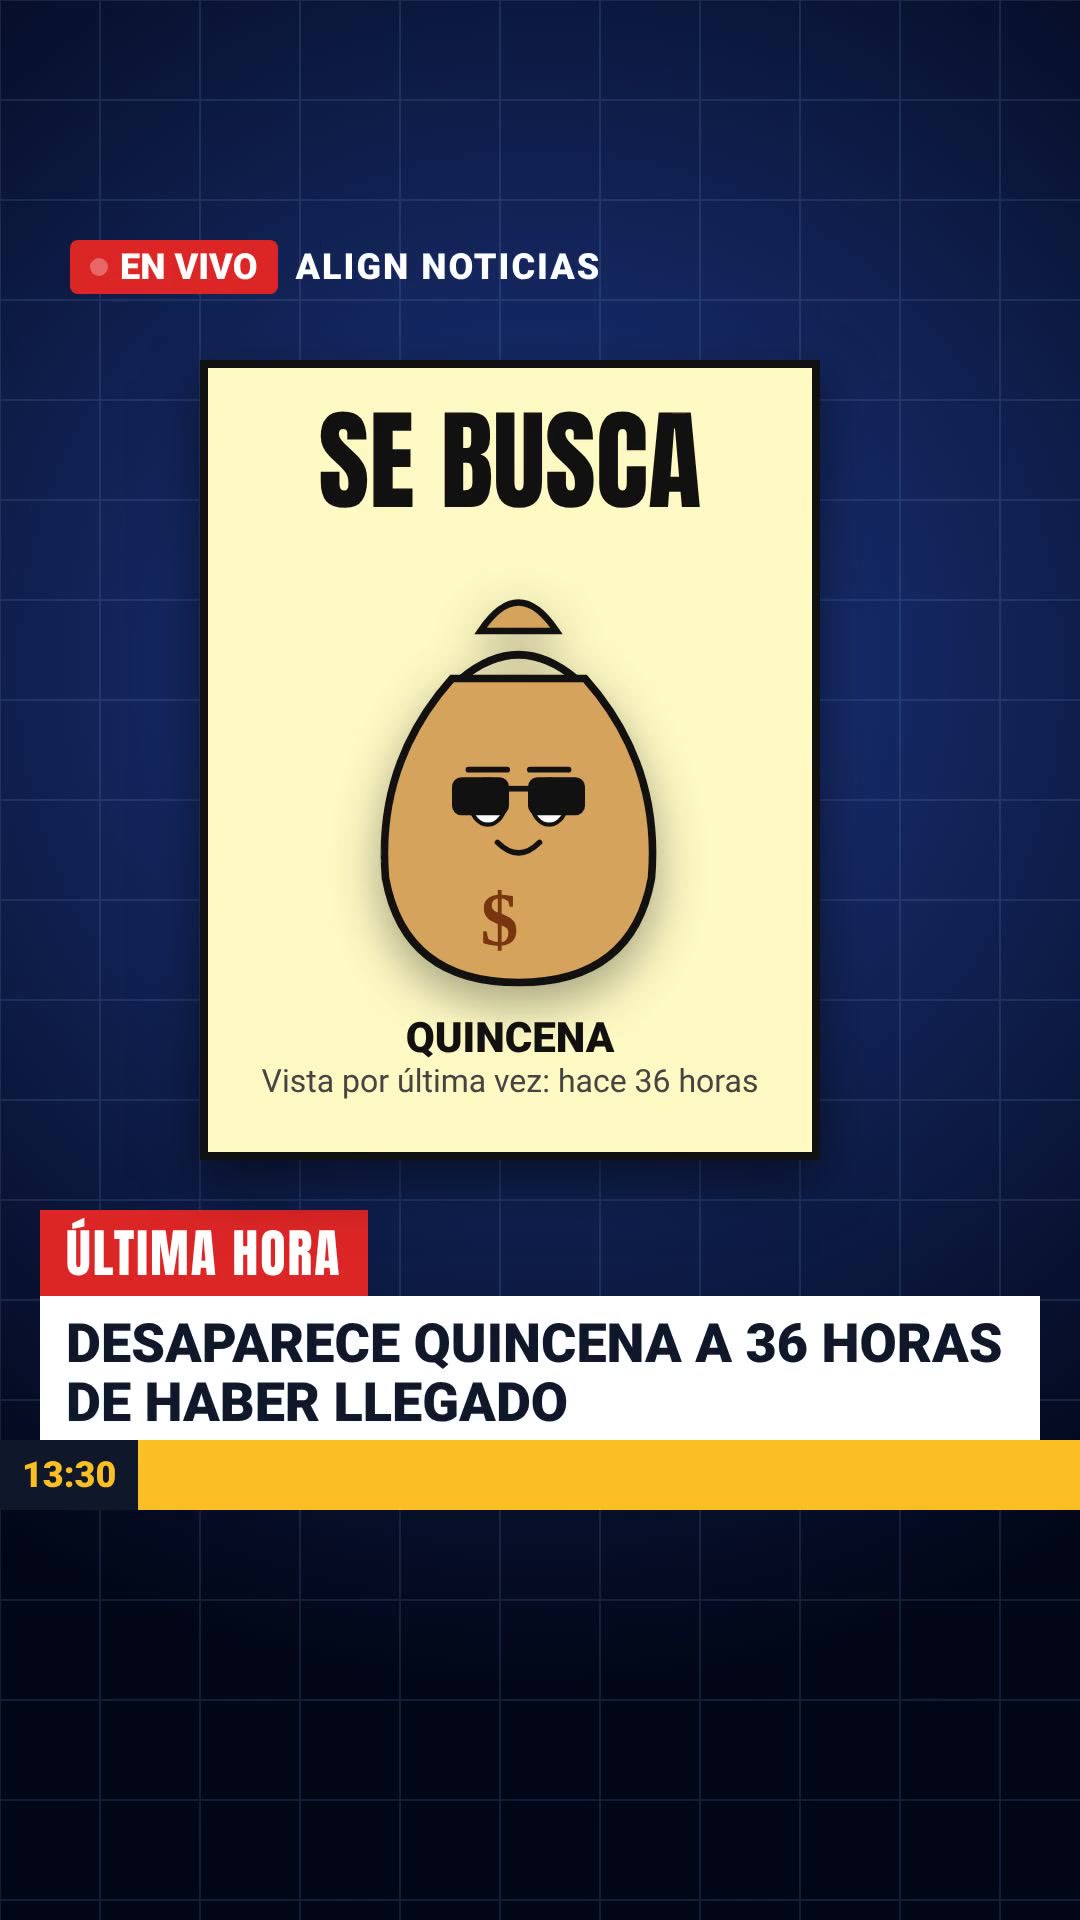 EN VIVO ALIGN NOTICIAS
SE BUSCA
$
QUINCENA
Vista por última vez: hace 36 horas
ÚLTIMA HORA
DESAPARECE QUINCENA A 36 HORAS
DE HABER LLEGADO
13:30